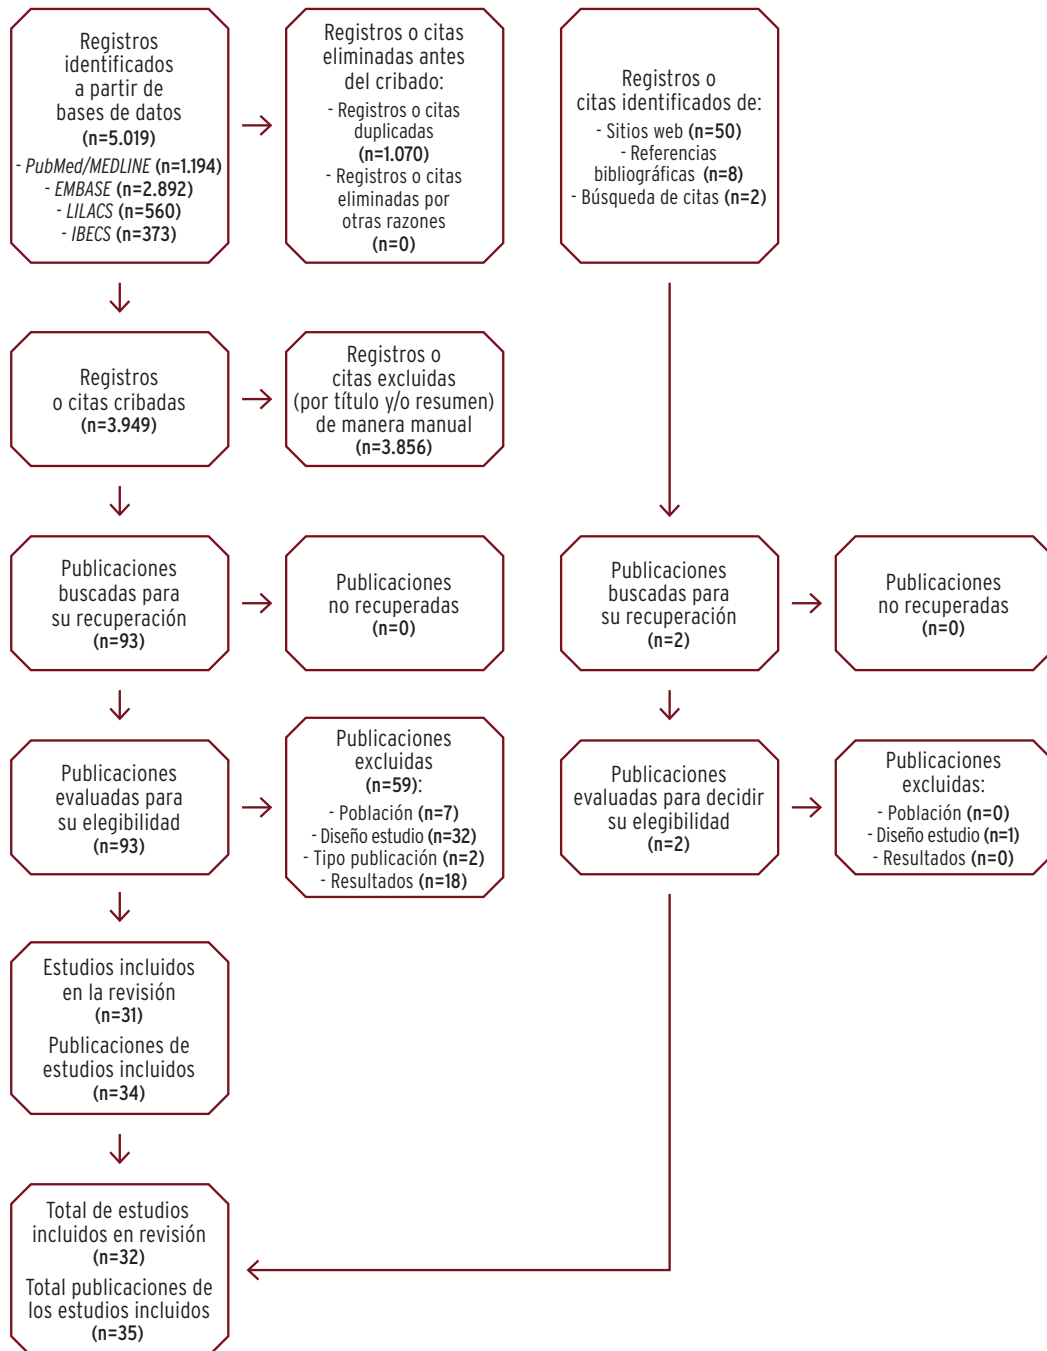 Registros
identificados
a partir de
bases de datos
(n=5.019)
- PubMed/MEDLINE (n=1.194)
- EMBASE (n=2.892)
- LILACS (n=560)
- IBECS (n=373)
Registros o citas
eliminadas antes
del cribado:
- Registros o citas
duplicadas
(n=1.070)
- Registros o citas
eliminadas por
otras razones
(n=0)
Registros o
citas identificados de:
- Sitios web (n=50)
- Referencias
bibliográficas (n=8)
- Búsqueda de citas (n=2)
Registros
o citas cribadas
(n=3.949)
Registros o
citas excluidas
(por título y/o resumen)
de manera manual
(n=3.856)
Publicaciones
buscadas para
su recuperación
(n=93)
Publicaciones
no recuperadas
(n=0)
Publicaciones
buscadas para
su recuperación
(n=2)
Publicaciones
no recuperadas
(n=0)
Publicaciones
evaluadas para
su elegibilidad
(n=93)
Publicaciones
excluidas
(n=59):
- Población (n=7)
- Diseño estudio (n=32)
- Tipo publicación (n=2)
- Resultados (n=18)
Publicaciones
evaluadas para decidir
su elegibilidad
(n=2)
Publicaciones
excluidas:
- Población (n=0)
- Diseño estudio (n=1)
- Resultados (n=0)
Estudios incluidos
en la revisión
(n=31)
Publicaciones de
estudios incluidos
(n=34)
Total de estudios
incluidos en revisión
(n=32)
Total publicaciones de
los estudios incluidos
(n=35)